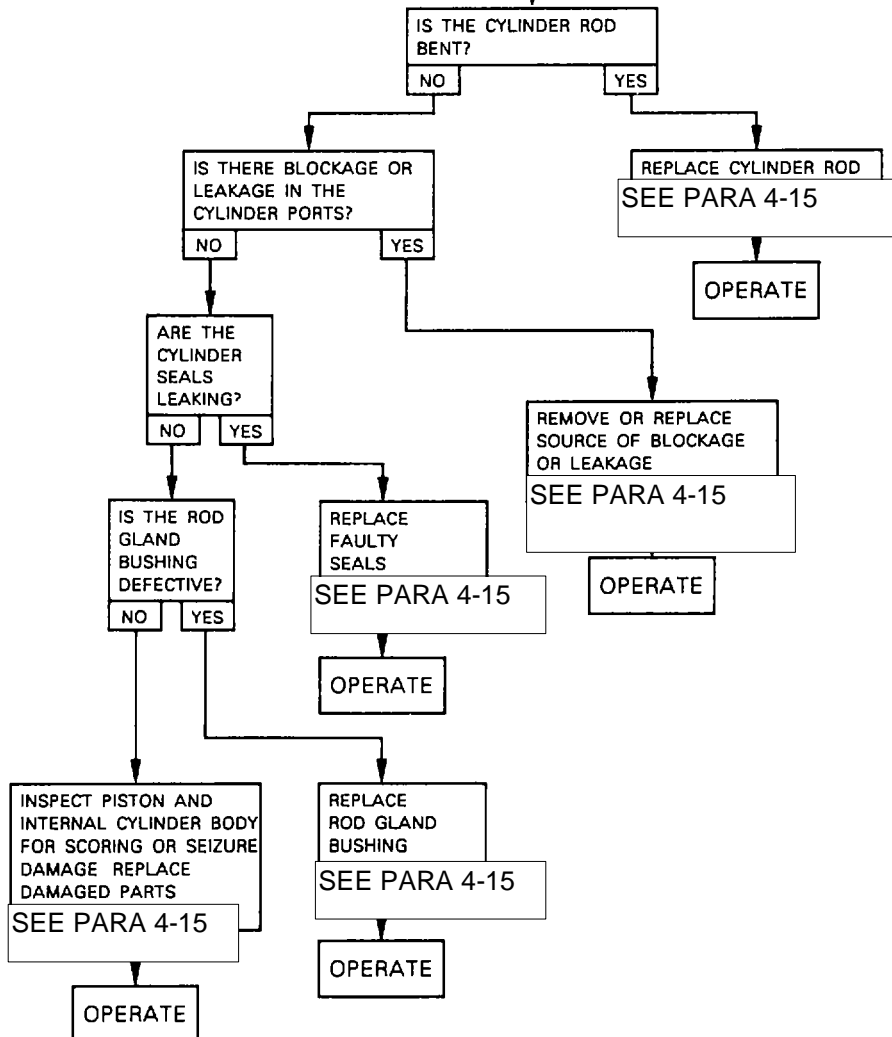 IS THE CYLINDER ROD
BENT?
NO
YES
IS THERE BLOCKAGE OR
LEAKAGE IN THE
CYLINDER PORTS?
NO
YES
REPLACE CYLINDER ROD
SEE PARA 4-15
OPERATE
ARE THE
CYLINDER
SEALS
LEAKING?
NO
YES
REMOVE OR REPLACE
SOURCE OF BLOCKAGE
OR LEAKAGE
SEE PARA 4-15
OPERATE
IS THE ROD
GLAND
BUSHING
DEFECTIVE?
NO
YES
REPLACE
FAULTY
SEALS
SEE PARA 4-15
OPERATE
INSPECT PISTON AND
INTERNAL CYLINDER BODY
FOR SCORING OR SEIZURE
DAMAGE REPLACE
DAMAGED PARTS
SEE PARA 4-15
OPERATE
REPLACE
ROD GLAND
BUSHING
SEE PARA 4-15
OPERATE